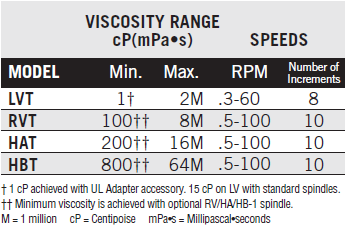 VISCOSITY RANGE
cP(mPa•s) SPEEDS
MODEL Min. Max. RPM Number of Increments
LVT 1† 2M .3-60 8
RVT 100†† 8M .5-100 10
HAT 200†† 16M .5-100 10
HBT 800†† 64M .5-100 10
† 1 cP achieved with UL Adapter accessory. 15 cP on LV with standard spindles.
†† Minimum viscosity is achieved with optional RV/HA/HB-1 spindle.
M = 1 million cP = Centipoise mPa•s = Millipascal•seconds